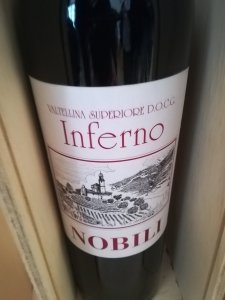 VALTELLINA SUPERIORE D.O.C.G.
Inferno
NOBILI